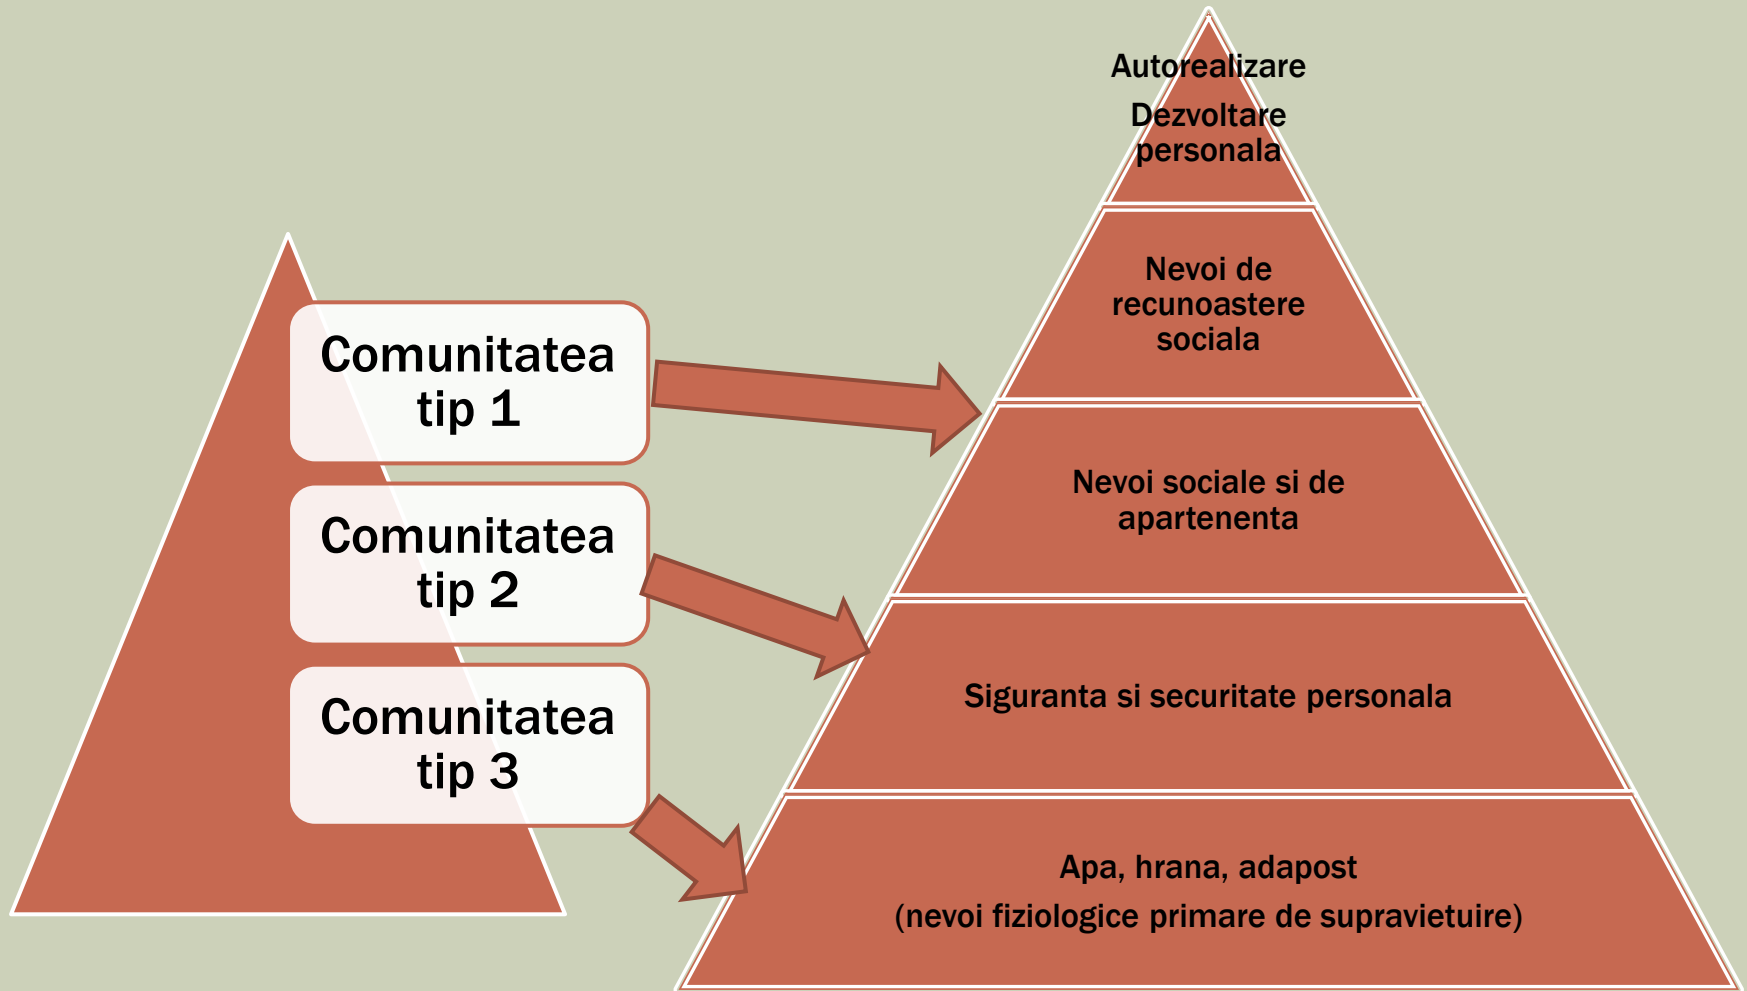 Comunitatea
tip 1
Comunitatea
tip 2
Comunitatea
tip 3
Autorealizare
Dezvoltare
personala
Nevoi de
recunoastere
sociala
Nevoi sociale si de
apartenenta
Siguranta si securitate personala
Apa, hrana, adapost
(nevoi fiziologice primare de supravietuire)